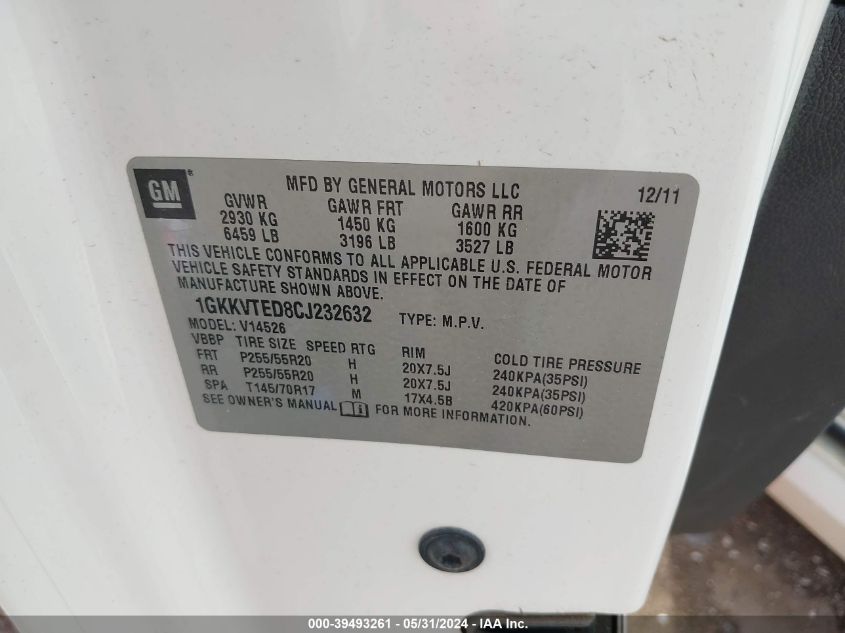 GM
MFD BY GENERAL MOTORS LLC 12/11
GVWR GAWR FRT GAWR RR
2930 KG 1450 KG 1600 KG
6459 LB 3196 LB 3527 LB
THIS VEHICLE CONFORMS TO ALL APPLICABLE U.S. FEDERAL MOTOR
VEHICLE SAFETY STANDARDS IN EFFECT ON THE DATE OF
MANUFACTURE SHOWN ABOVE.
1GKKVTED8CJ232632 TYPE: M.P.V.
MODEL: V14526
VBBP TIRE SIZE SPEED RTG RIM COLD TIRE PRESSURE
FRT P255/55R20 H 20X7.5J 240KPA(35PSI)
RR P255/55R20 H 20X7.5J 240KPA(35PSI)
SPA T145/70R17 M 17X4.5B 420KPA(60PSI)
SEE OWNER'S MANUAL i FOR MORE INFORMATION.
000-39493261 - 05/31/2024 - IAA Inc.